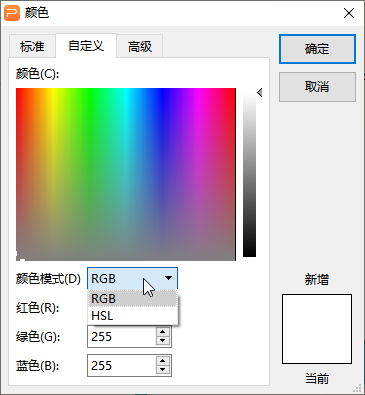 颜色
标准 自定义 高级
确定
取消
颜色(C):
颜色模式(D) RGB
RGB
HSL
红色(R):
绿色(G): 255
蓝色(B): 255
新增
当前